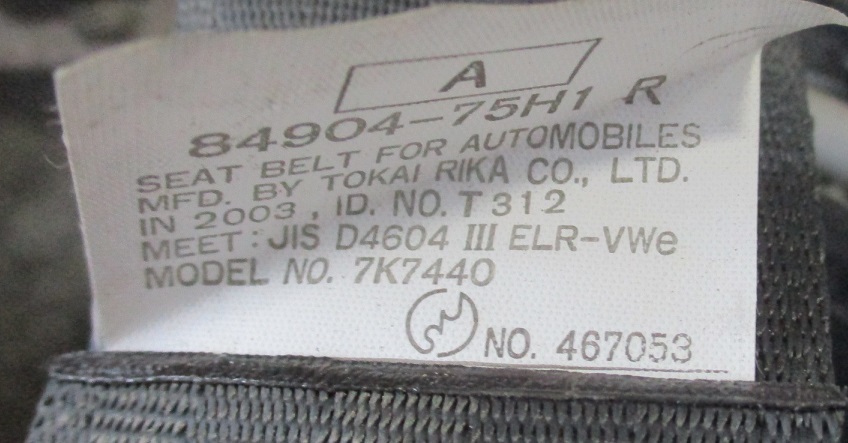 A
84904-75H1 R
SEAT BELT FOR AUTOMOBILES
MFD. BY TOKAI RIKA CO., LTD.
IN 2003, ID. NO. T312
MEET: JIS D4604 III ELR-VWe
MODEL NO. 7K7440
NO. 467053